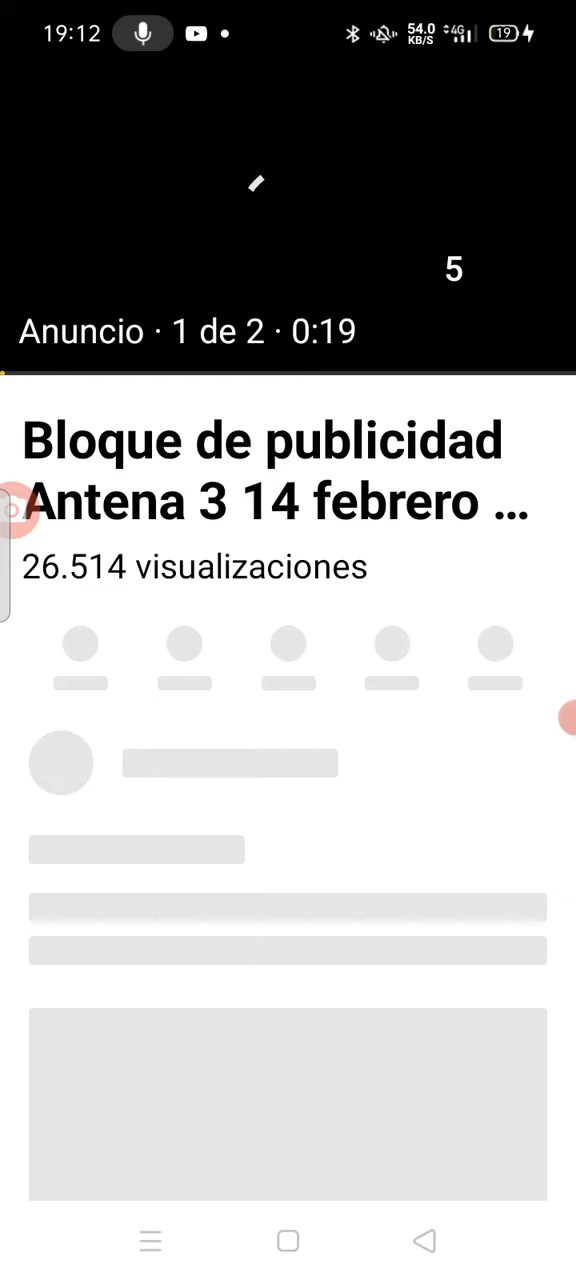 19:12
54.0
KB/S
4G
19
5
Anuncio · 1 de 2 · 0:19
Bloque de publicidad
Antena 3 14 febrero ...
26.514 visualizaciones